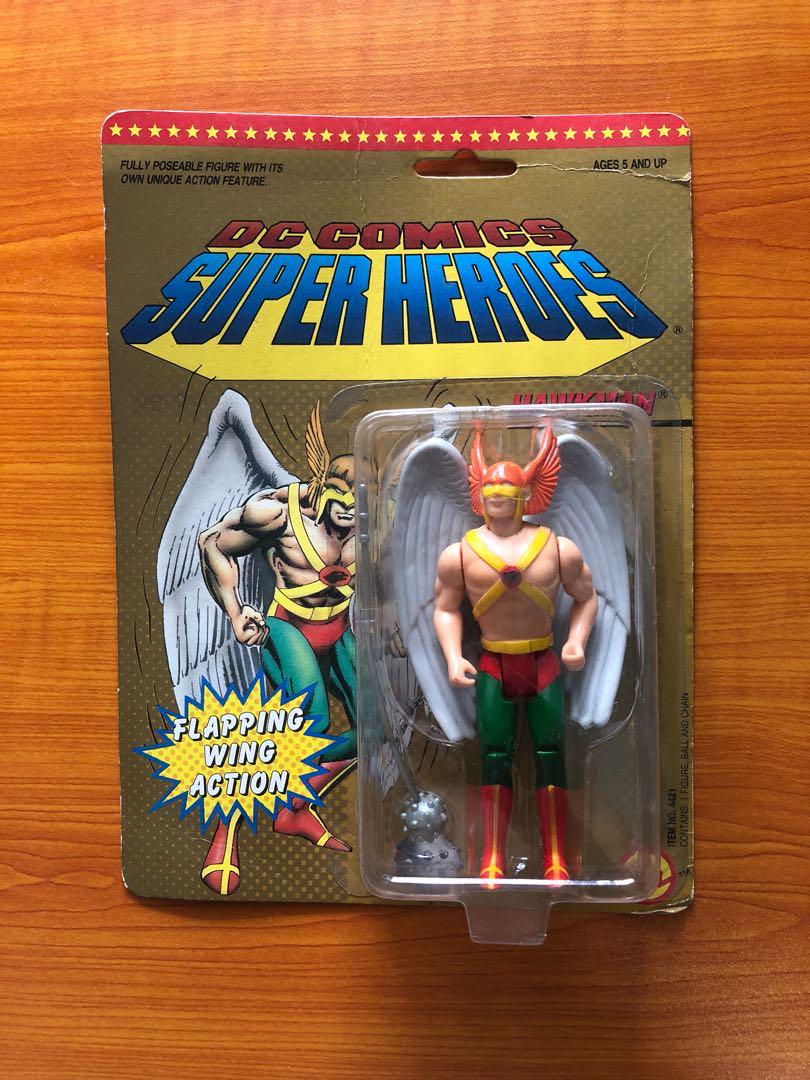 FULLY POSEABLE FIGURE WITH ITS
OWN UNIQUE ACTION FEATURE.
AGES 5 AND UP
DC COMICS
SUPER HEROES®
HAWKMAN®
FLAPPING
WING
ACTION
ITEM NO. 4421
CONTAINS: 1 FIGURE, BALL AND CHAIN
TM